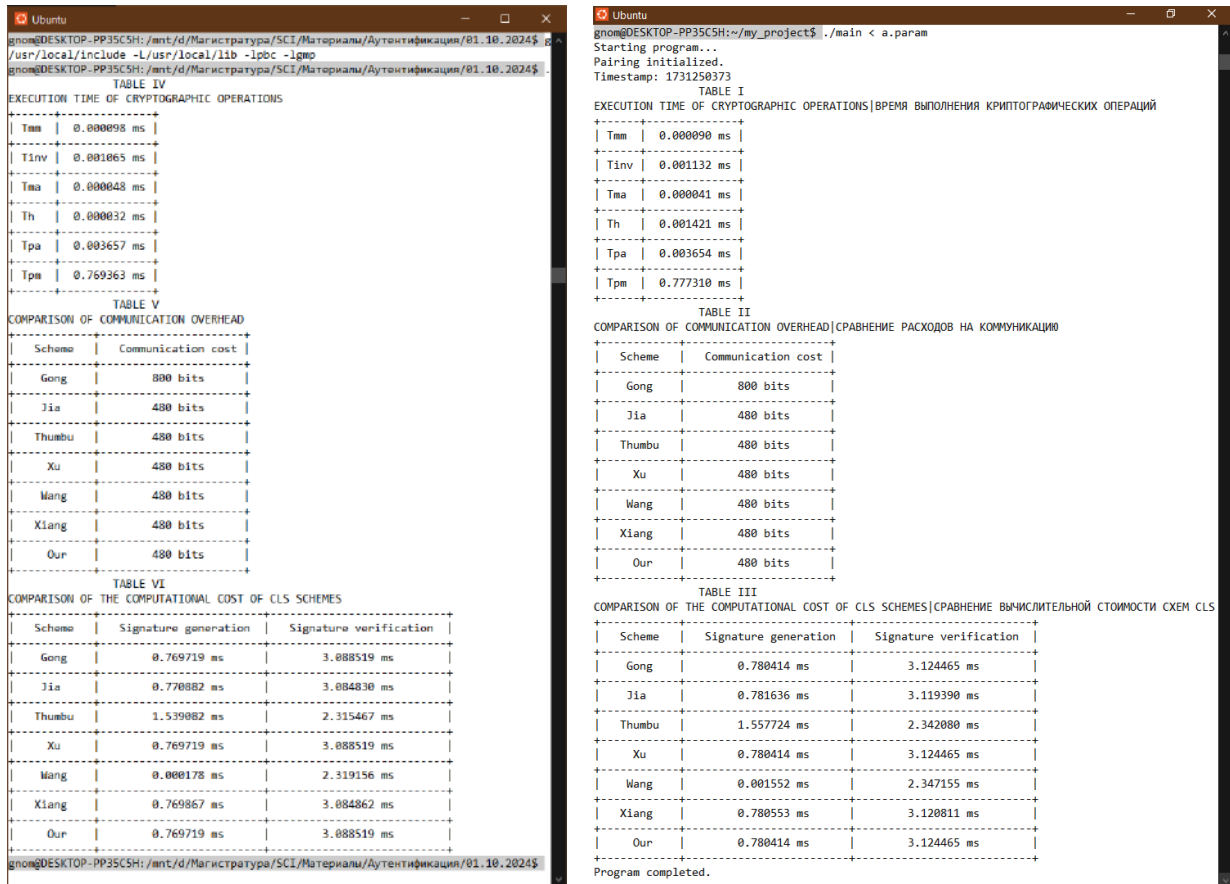 Ubuntu
gnom@DESKTOP-PP35C5H:/mnt/d/Магистратура/SCI/Материалы/Аутентификация/01.10.2024$ g
/usr/local/include -L/usr/local/lib -lpbc -lgmp
gnom@DESKTOP-PP35C5H:/mnt/d/Магистратура/SCI/Материалы/Аутентификация/01.10.2024$ .
TABLE IV
EXECUTION TIME OF CRYPTOGRAPHIC OPERATIONS
| Tmm | 0.000098 ms |
| Tinv | 0.001065 ms |
| Tma | 0.000048 ms |
| Th | 0.000032 ms |
| Tpa | 0.003657 ms |
| Tpm | 0.769363 ms |
TABLE V
COMPARISON OF COMMUNICATION OVERHEAD
| Scheme | Communication cost |
| Gong | 800 bits |
| Jia | 480 bits |
| Thumbu | 480 bits |
| Xu | 480 bits |
| Wang | 480 bits |
| Xiang | 480 bits |
| Our | 480 bits |
TABLE VI
COMPARISON OF THE COMPUTATIONAL COST OF CLS SCHEMES
| Scheme | Signature generation | Signature verification |
| Gong | 0.769719 ms | 3.088519 ms |
| Jia | 0.770882 ms | 3.084830 ms |
| Thumbu | 1.539082 ms | 2.315467 ms |
| Xu | 0.769719 ms | 3.088519 ms |
| Wang | 0.000178 ms | 2.319156 ms |
| Xiang | 0.769867 ms | 3.084862 ms |
| Our | 0.769719 ms | 3.088519 ms |
gnom@DESKTOP-PP35C5H:/mnt/d/Магистратура/SCI/Материалы/Аутентификация/01.10.2024$
Ubuntu
gnom@DESKTOP-PP35C5H:~/my_project$ ./main < a.param
Starting program...
Pairing initialized.
Timestamp: 1731250373
TABLE I
EXECUTION TIME OF CRYPTOGRAPHIC OPERATIONS|ВРЕМЯ ВЫПОЛНЕНИЯ КРИПТОГРАФИЧЕСКИХ ОПЕРАЦИЙ
| Tmm | 0.000090 ms |
| Tinv | 0.001132 ms |
| Tma | 0.000041 ms |
| Th | 0.001421 ms |
| Tpa | 0.003654 ms |
| Tpm | 0.777310 ms |
TABLE II
COMPARISON OF COMMUNICATION OVERHEAD|СРАВНЕНИЕ РАСХОДОВ НА КОММУНИКАЦИЮ
| Scheme | Communication cost |
| Gong | 800 bits |
| Jia | 480 bits |
| Thumbu | 480 bits |
| Xu | 480 bits |
| Wang | 480 bits |
| Xiang | 480 bits |
| Our | 480 bits |
TABLE III
COMPARISON OF THE COMPUTATIONAL COST OF CLS SCHEMES|СРАВНЕНИЕ ВЫЧИСЛИТЕЛЬНОЙ СТОИМОСТИ СХЕМ CLS
| Scheme | Signature generation | Signature verification |
| Gong | 0.780414 ms | 3.124465 ms |
| Jia | 0.781636 ms | 3.119390 ms |
| Thumbu | 1.557724 ms | 2.342080 ms |
| Xu | 0.780414 ms | 3.124465 ms |
| Wang | 0.001552 ms | 2.347155 ms |
| Xiang | 0.780553 ms | 3.120811 ms |
| Our | 0.780414 ms | 3.124465 ms |
Program completed.